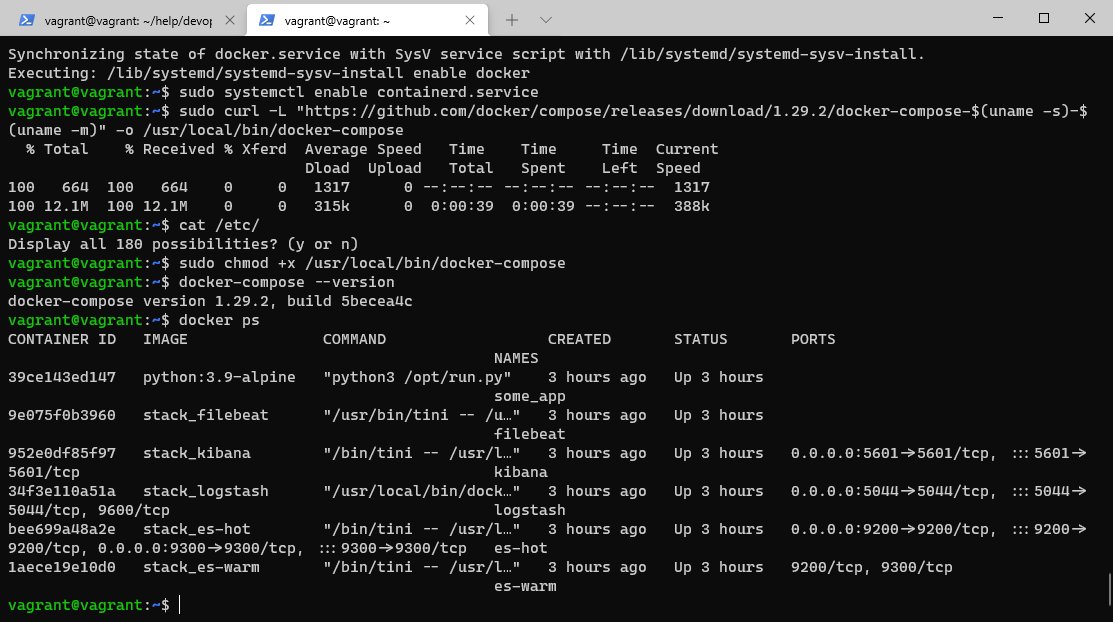 vagrant@vagrant: ~/help/devop
vagrant@vagrant: ~
Synchronizing state of docker.service with SysV service script with /lib/systemd/systemd-sysv-install.
Executing: /lib/systemd/systemd-sysv-install enable docker
vagrant@vagrant:~$ sudo systemctl enable containerd.service
vagrant@vagrant:~$ sudo curl -L "https://github.com/docker/compose/releases/download/1.29.2/docker-compose-$(uname -s)-$
(uname -m)" -o /usr/local/bin/docker-compose
  % Total    % Received % Xferd  Average Speed   Time    Time     Time  Current
                                 Dload  Upload   Total   Spent    Left  Speed
100   664  100   664    0     0   1317      0 --:--:-- --:--:-- --:--:--  1317
100 12.1M  100 12.1M    0     0   315k      0  0:00:39  0:00:39 --:--:--  388k
vagrant@vagrant:~$ cat /etc/
Display all 180 possibilities? (y or n)
vagrant@vagrant:~$ sudo chmod +x /usr/local/bin/docker-compose
vagrant@vagrant:~$ docker-compose --version
docker-compose version 1.29.2, build 5becea4c
vagrant@vagrant:~$ docker ps
CONTAINER ID   IMAGE               COMMAND                  CREATED       STATUS       PORTS
                                                      NAMES
39ce143ed147   python:3.9-alpine   "python3 /opt/run.py"    3 hours ago   Up 3 hours
                                                      some_app
9e075f0b3960   stack_filebeat      "/usr/bin/tini -- /u…"   3 hours ago   Up 3 hours
                                                      filebeat
952e0df85f97   stack_kibana        "/bin/tini -- /usr/l…"   3 hours ago   Up 3 hours   0.0.0.0:5601->5601/tcp, :::5601->
5601/tcp                                              kibana
34f3e110a51a   stack_logstash      "/usr/local/bin/dock…"   3 hours ago   Up 3 hours   0.0.0.0:5044->5044/tcp, :::5044->
5044/tcp, 9600/tcp                                    logstash
bee699a48a2e   stack_es-hot        "/bin/tini -- /usr/l…"   3 hours ago   Up 3 hours   0.0.0.0:9200->9200/tcp, :::9200->
9200/tcp, 0.0.0.0:9300->9300/tcp, :::9300->9300/tcp   es-hot
1aece19e10d0   stack_es-warm       "/bin/tini -- /usr/l…"   3 hours ago   Up 3 hours   9200/tcp, 9300/tcp
                                                      es-warm
vagrant@vagrant:~$